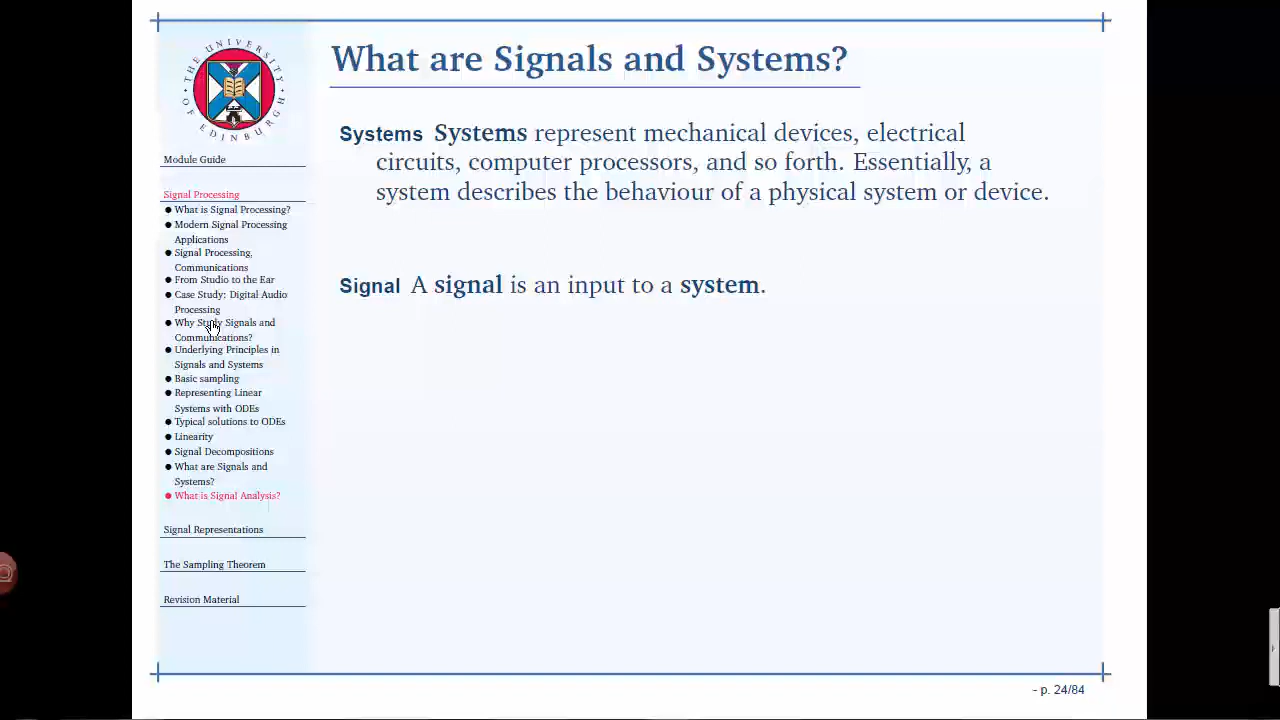 THE UNIVERSITY
OF EDINBURGH
Module Guide
Signal Processing
● What is Signal Processing?
● Modern Signal Processing
Applications
● Signal Processing,
Communications
● From Studio to the Ear
● Case Study: Digital Audio
Processing
● Why Study Signals and
Communications?
● Underlying Principles in
Signals and Systems
● Basic sampling
● Representing Linear
Systems with ODEs
● Typical solutions to ODEs
● Linearity
● Signal Decompositions
● What are Signals and
Systems?
● What is Signal Analysis?
Signal Representations
The Sampling Theorem
Revision Material
What are Signals and Systems?
Systems Systems represent mechanical devices, electrical
circuits, computer processors, and so forth. Essentially, a
system describes the behaviour of a physical system or device.
Signal A signal is an input to a system.
- p. 24/84